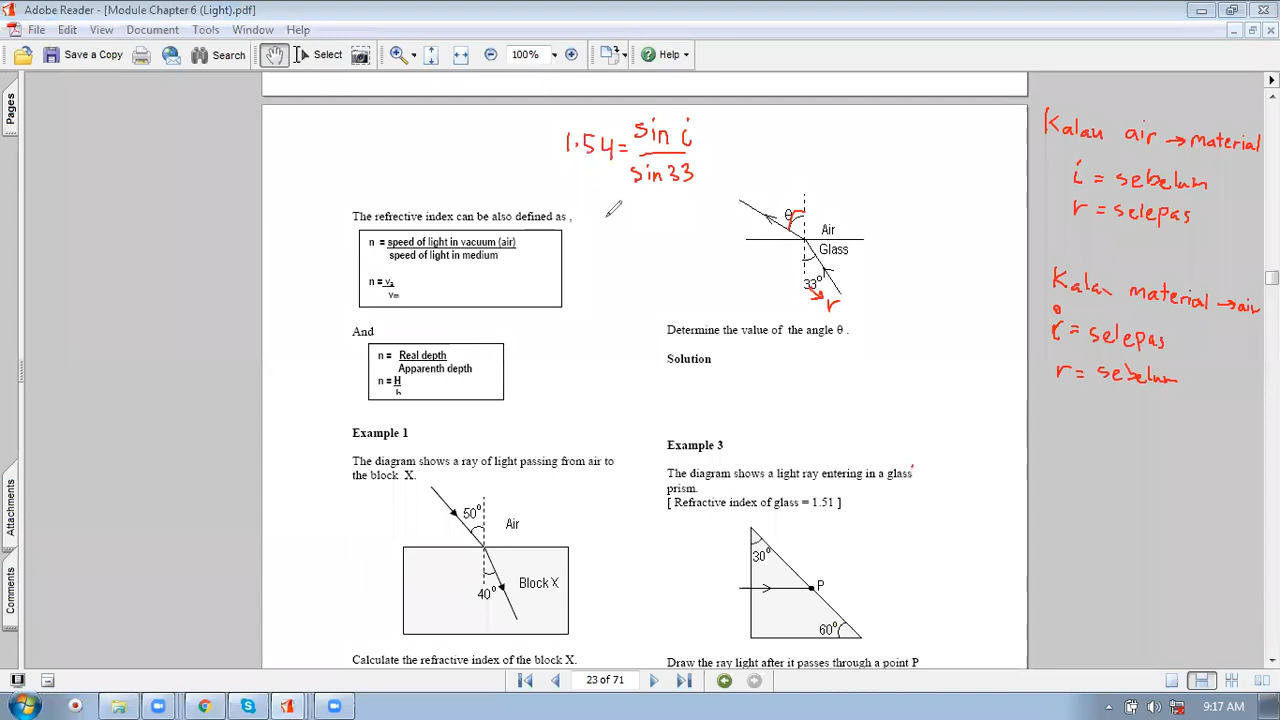 Adobe Reader - [Module Chapter 6 (Light).pdf]
File Edit View Document Tools Window Help
Save a Copy Search Select 100% Help
Pages
Attachments
Comments
1.54 = sin i
sin 33
The refrective index can be also defined as ,
n = speed of light in vacuum (air)
speed of light in medium
n = va
vm
And
n = Real depth
Apparenth depth
n = H
h
Example 1
The diagram shows a ray of light passing from air to
the block X.
50⁰
Air
Block X
40⁰
Calculate the refractive index of the block X.
θ
Air
Glass
33⁰
r
Determine the value of the angle θ .
Solution
Example 3
The diagram shows a light ray entering in a glass
prism.
[ Refractive index of glass = 1.51 ]
30⁰
P
60⁰
Draw the ray light after it passes through a point P
Kalau air → material
i = sebelum
r = selepas
Kalau material → air
i = selepas
r = sebelum
23 of 71
9:17 AM